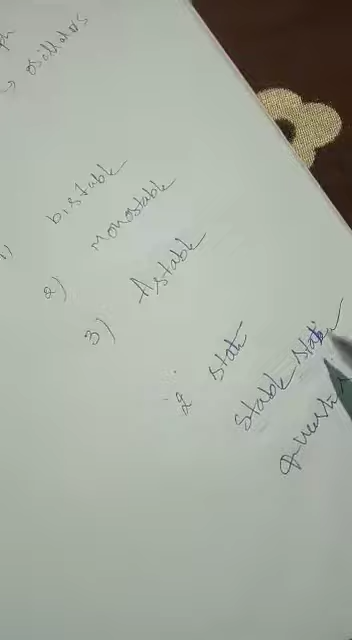 → oscillators
1) bistable
2) monostable
3) Astable
2 state
Stable state